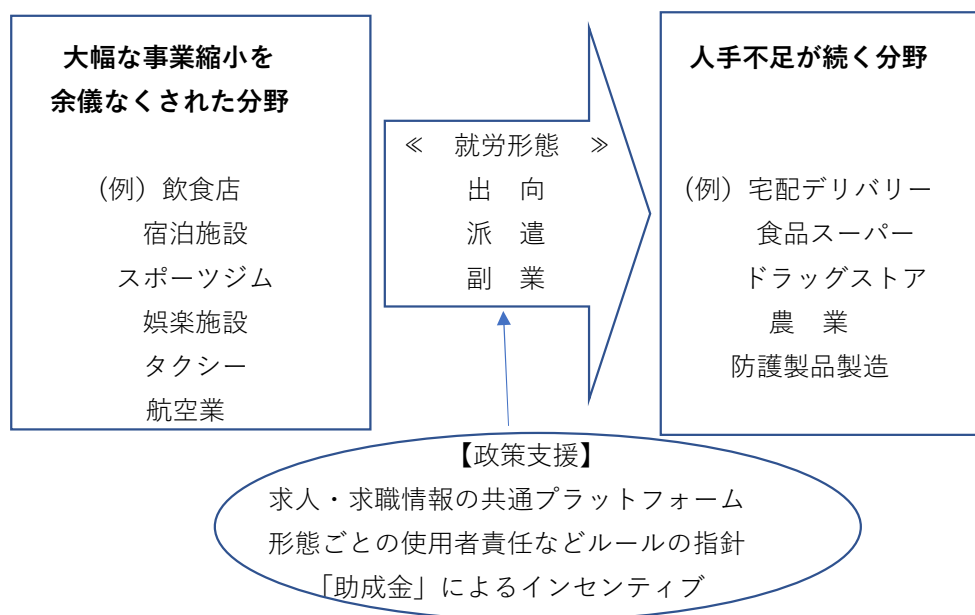 大幅な事業縮小を
余儀なくされた分野
(例)飲食店
宿泊施設
スポーツジム
娯楽施設
タクシー
航空業
≪ 就労形態 ≫
出 向
派 遣
副 業
人手不足が続く分野
(例)宅配デリバリー
食品スーパー
ドラッグストア
農 業
防護製品製造
【政策支援】
求人・求職情報の共通プラットフォーム
形態ごとの使用者責任などルールの指針
「助成金」によるインセンティブ